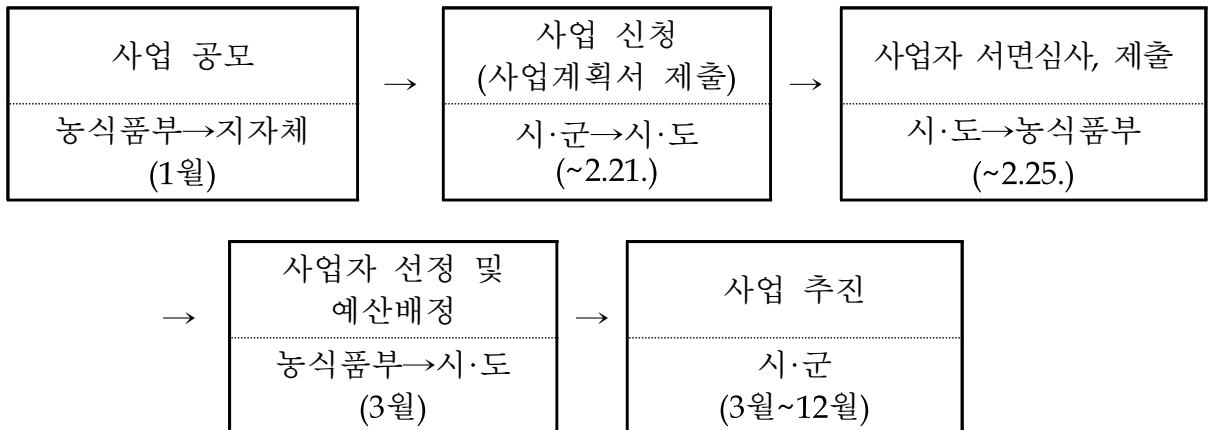 사업 공모
농식품부→지자체
(1월)
→
사업 신청
(사업계획서 제출)
시·군→시·도
(~2.21.)
→
사업자 서면심사, 제출
시·도→농식품부
(~2.25.)
→
사업자 선정 및
예산배정
농식품부→시·도
(3월)
→
사업 추진
시·군
(3월~12월)